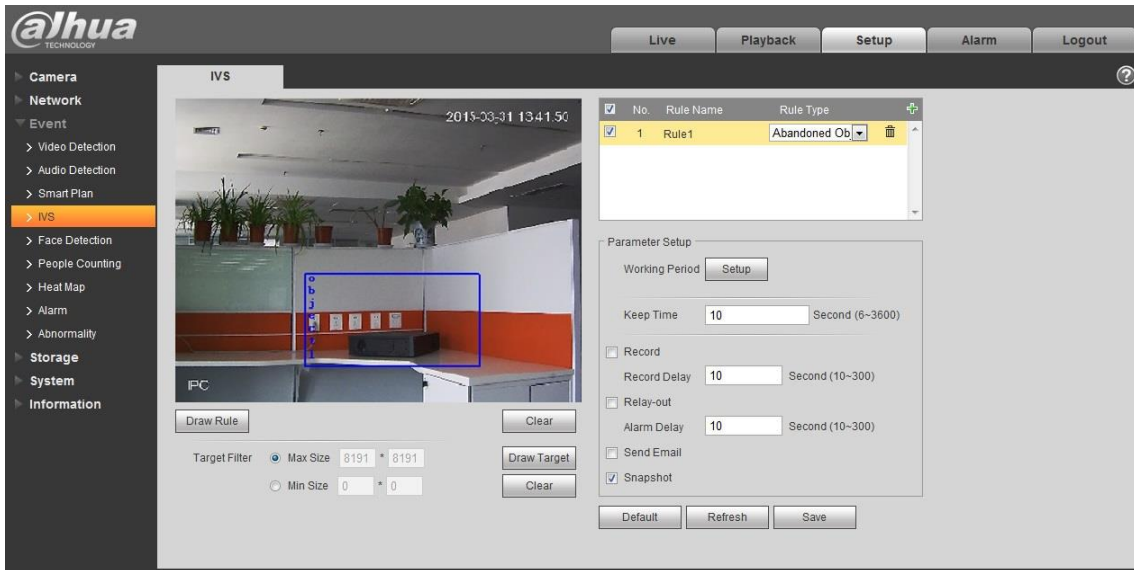 alhua
TECHNOLOGY
Live Playback Setup Alarm Logout
Camera
Network
Event
Video Detection
Audio Detection
Smart Plan
IVS
Face Detection
People Counting
Heat Map
Alarm
Abnormality
Storage
System
Information
IVS
?
2015-03-31 13:41:50
object1
IPC
Draw Rule Clear
Target Filter Max Size 8191 * 8191 Draw Target
Min Size 0 * 0 Clear
No. Rule Name Rule Type
1 Rule1 Abandoned Ob
Parameter Setup
Working Period Setup
Keep Time 10 Second (6~3600)
Record
Record Delay 10 Second (10~300)
Relay-out
Alarm Delay 10 Second (10~300)
Send Email
Snapshot
Default Refresh Save